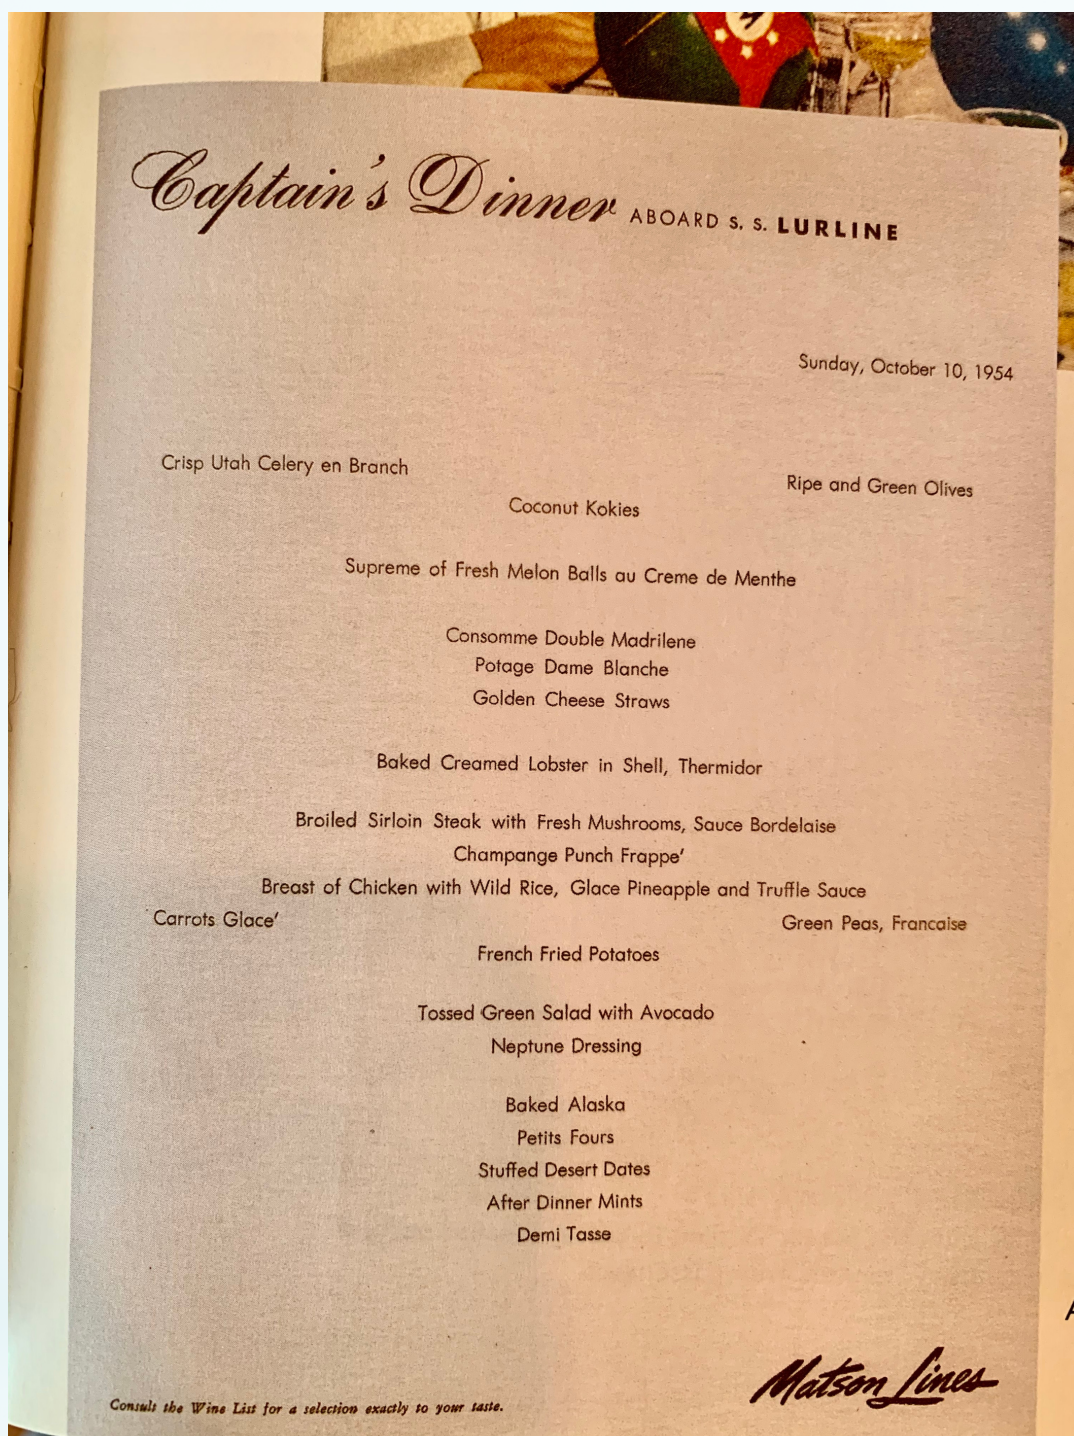 Captain's Dinner ABOARD S. S. LURLINE
Sunday, October 10, 1954
Crisp Utah Celery en Branch
Ripe and Green Olives
Coconut Kokies
Supreme of Fresh Melon Balls au Creme de Menthe
Consomme Double Madrilene
Potage Dame Blanche
Golden Cheese Straws
Baked Creamed Lobster in Shell, Thermidor
Broiled Sirloin Steak with Fresh Mushrooms, Sauce Bordelaise
Champange Punch Frappe'
Breast of Chicken with Wild Rice, Glace Pineapple and Truffle Sauce
Carrots Glace'
Green Peas, Francaise
French Fried Potatoes
Tossed Green Salad with Avocado
Neptune Dressing
Baked Alaska
Petits Fours
Stuffed Desert Dates
After Dinner Mints
Demi Tasse
Matson Lines
Consult the Wine List for a selection exactly to your taste.